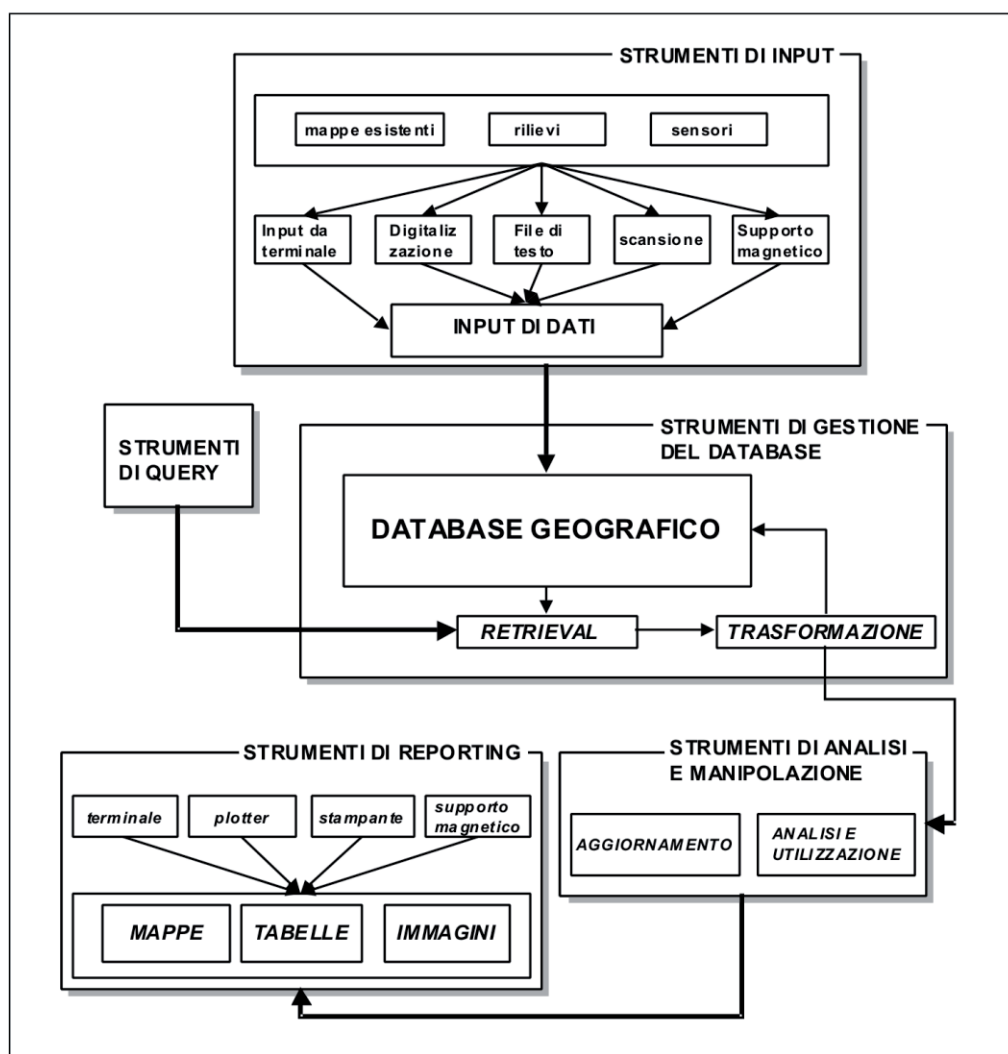 STRUMENTI DI INPUT
mappe esistenti
rilievi
sensori
Input da
terminale
Digitaliz
zazione
File di
testo
scansione
Supporto
magnetico
INPUT DI DATI
STRUMENTI
DI QUERY
STRUMENTI DI GESTIONE
DEL DATABASE
DATABASE GEOGRAFICO
RETRIEVAL
TRASFORMAZIONE
STRUMENTI DI REPORTING
terminale
plotter
stampante
supporto
magnetico
MAPPE
TABELLE
IMMAGINI
STRUMENTI DI ANALISI
E MANIPOLAZIONE
AGGIORNAMENTO
ANALISI E
UTILIZZAZIONE